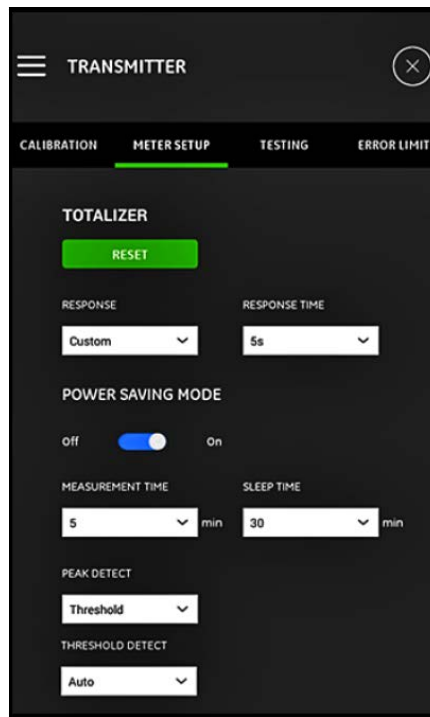 TRANSMITTER
CALIBRATION METER SETUP TESTING ERROR LIMIT
TOTALIZER
RESET
RESPONSE RESPONSE TIME
Custom 5s
POWER SAVING MODE
Off On
MEASUREMENT TIME SLEEP TIME
5 min 30 min
PEAK DETECT
Threshold
THRESHOLD DETECT
Auto